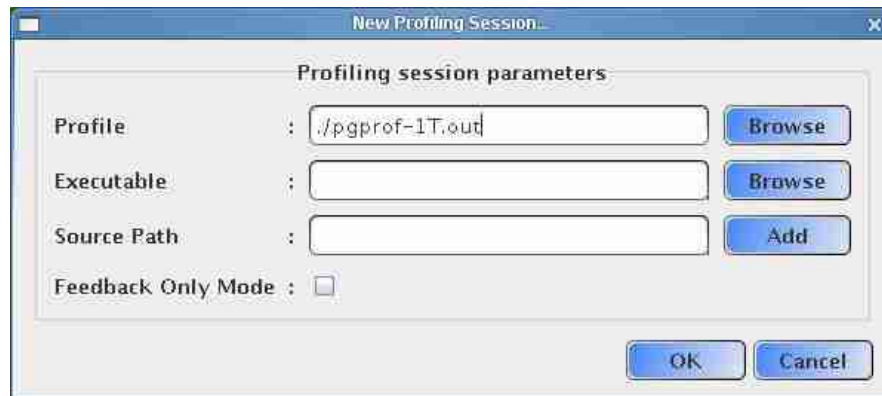 New Profiling Session...
Profiling session parameters
Profile : ./pgprof-1T.out Browse
Executable : Browse
Source Path : Add
Feedback Only Mode :
OK Cancel